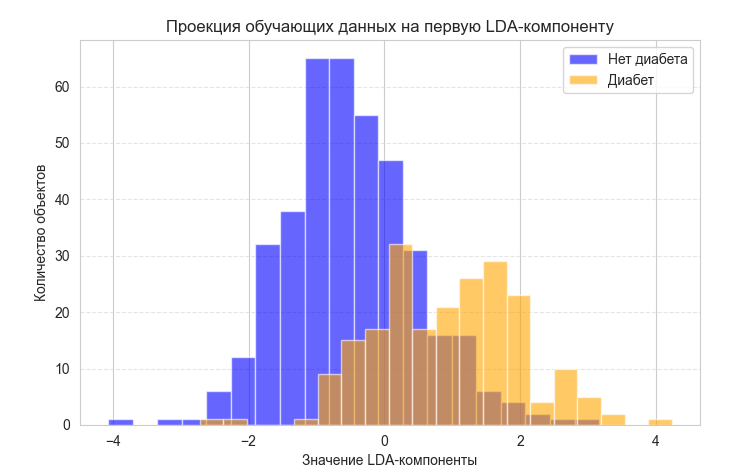 Проекция обучающих данных на первую LDA-компоненту
Нет диабета
Диабет
Количество объектов
60
50
40
30
20
10
0
−4
−2
0
2
4
Значение LDA-компоненты